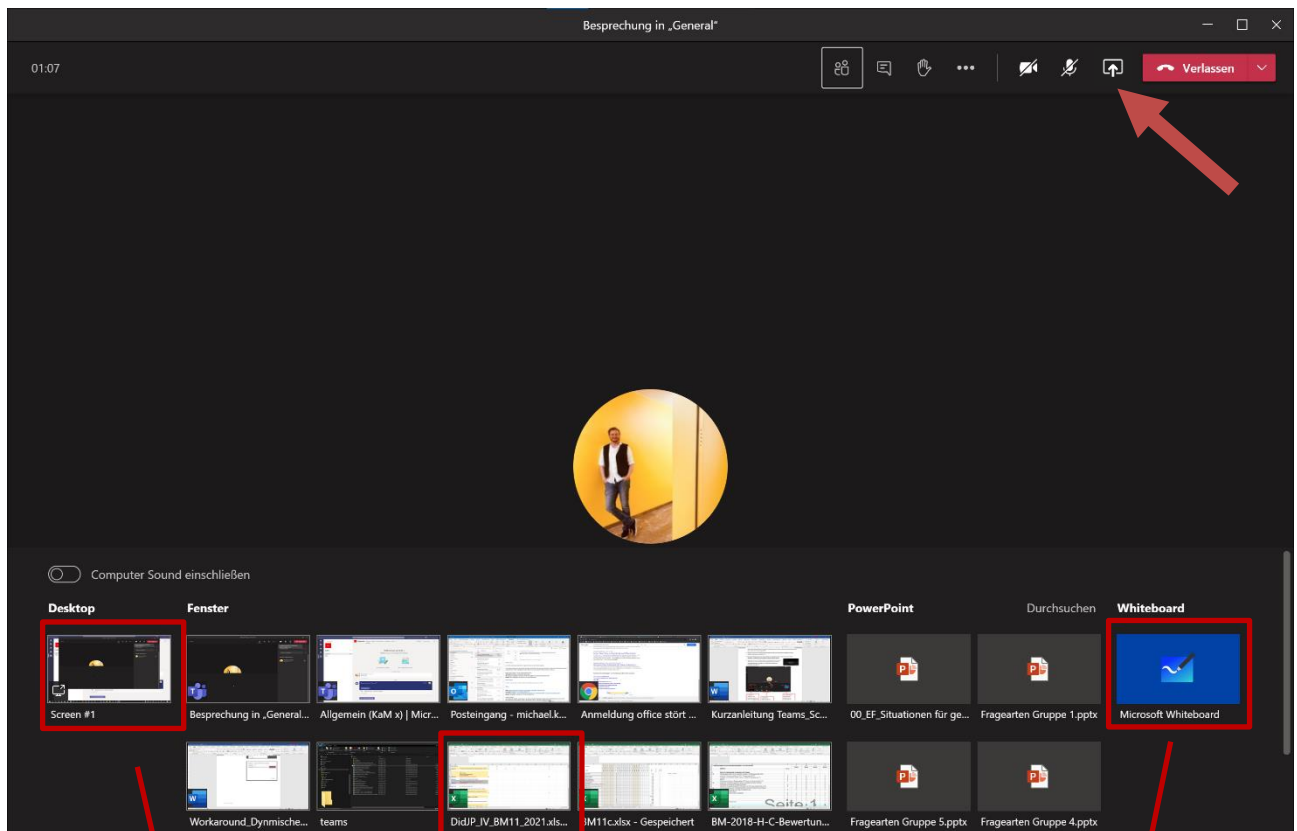 Besprechung in „General“
01:07
Verlassen
Computer Sound einschließen
Desktop
Fenster
PowerPoint
Durchsuchen
Whiteboard
Screen #1
Besprechung in „General...
Allgemein (KaM x) | Micr...
Posteingang - michael.k...
Anmeldung office stört ...
Kurzanleitung Teams_Sc...
00_EF_Situationen für ge...
Fragearten Gruppe 1.pptx
Microsoft Whiteboard
Workaround_Dynmische...
teams
DidJP_IV_BM11_2021.xls...
BM11c.xlsx - Gespeichert
BM-2018-H-C-Bewertun...
Fragearten Gruppe 5.pptx
Fragearten Gruppe 4.pptx
Seite 1